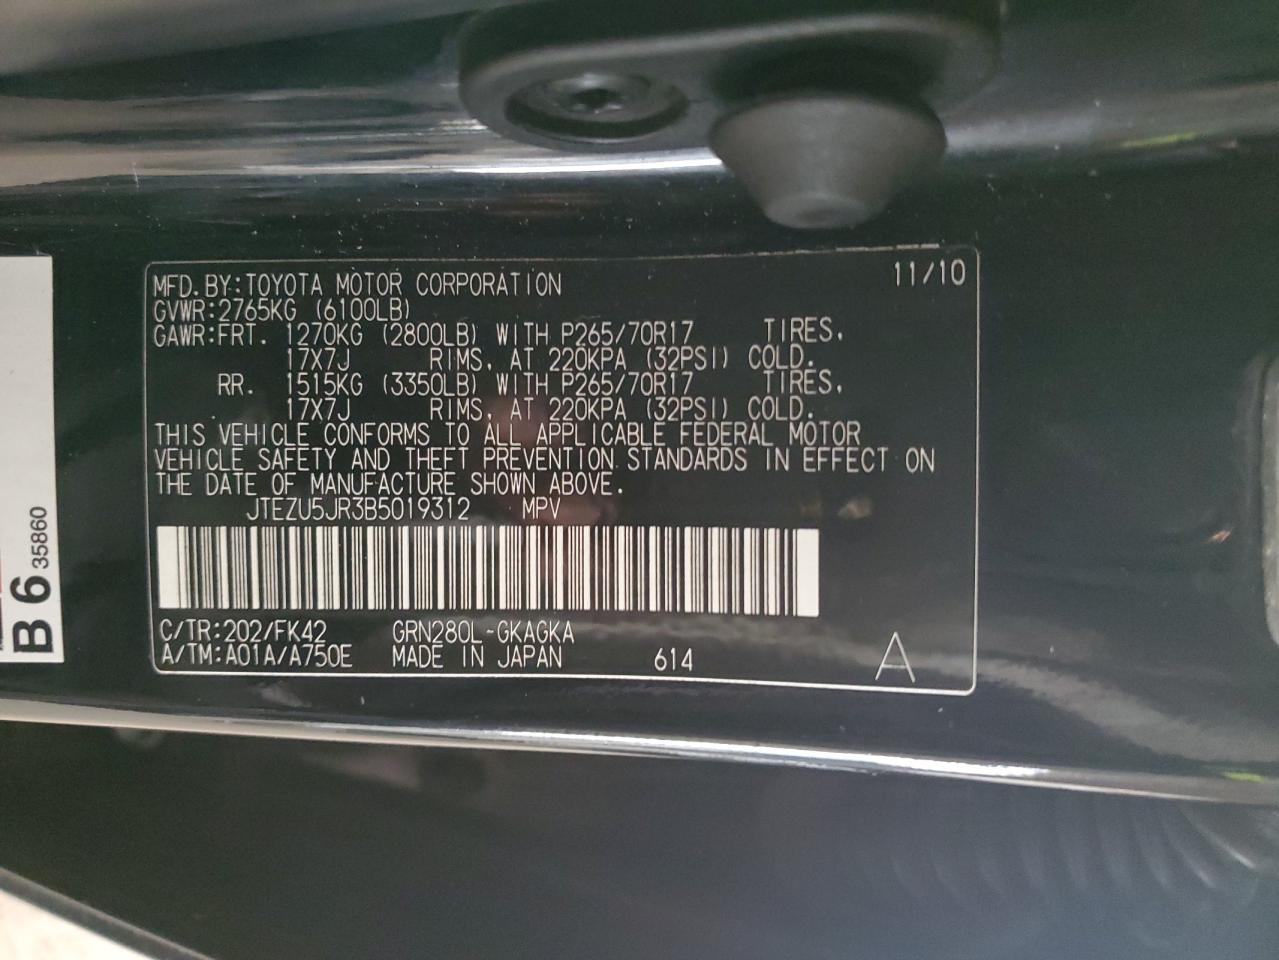 MFD. BY: TOYOTA MOTOR CORPORATION 11/10
GVWR: 2765KG (6100LB)
GAWR: FRT. 1270KG (2800LB) WITH P265/70R17 TIRES,
17X7J RIMS, AT 220KPA (32PSI) COLD.
RR. 1515KG (3350LB) WITH P265/70R17 TIRES,
17X7J RIMS, AT 220KPA (32PSI) COLD.
THIS VEHICLE CONFORMS TO ALL APPLICABLE FEDERAL MOTOR
VEHICLE SAFETY AND THEFT PREVENTION STANDARDS IN EFFECT ON
THE DATE OF MANUFACTURE SHOWN ABOVE.
JTEZU5JR3B5019312 MPV
C/TR: 202/FK42 GRN280L-GKAGKA
A/TM: A01A/A750E MADE IN JAPAN 614 A
B6 35860